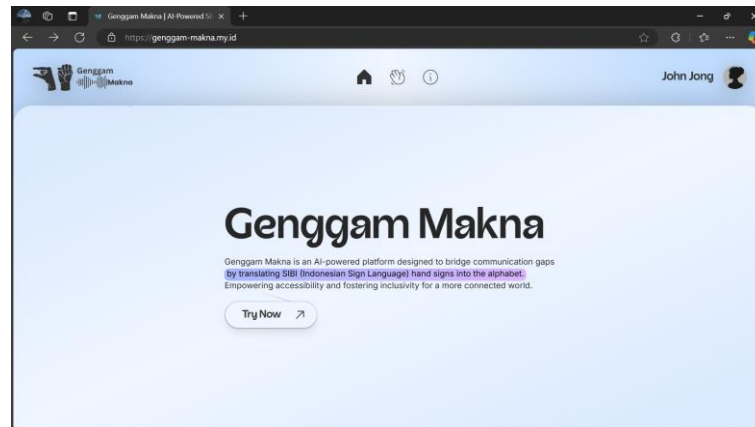 Genggam Makna | AI-Powered SI
https://genggam-makna.my.id
Genggam
Makna
John Jong
Genggam Makna
Genggam Makna is an AI-powered platform designed to bridge communication gaps
by translating SIBI (Indonesian Sign Language) hand signs into the alphabet.
Empowering accessibility and fostering inclusivity for a more connected world.
Try Now